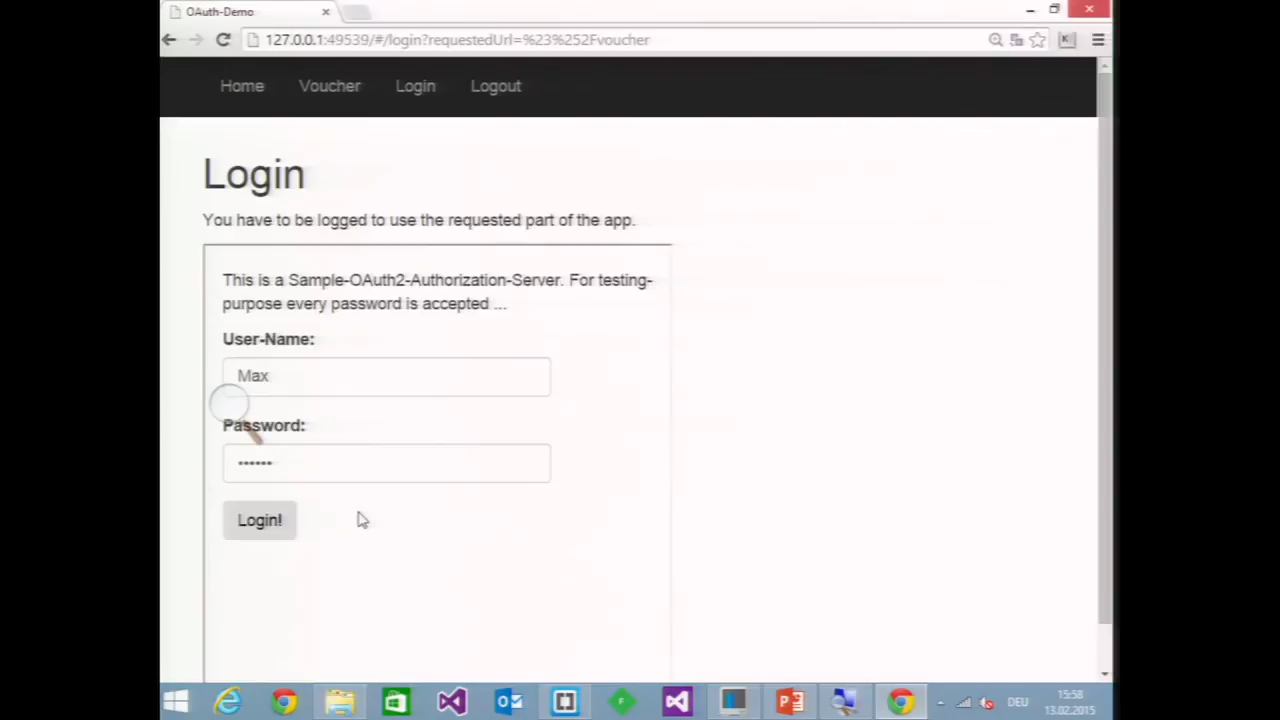 OAuth-Demo
127.0.0.1:49539/#/login?requestedUrl=%23%252Fvoucher
Home Voucher Login Logout
Login
You have to be logged to use the requested part of the app.
This is a Sample-OAuth2-Authorization-Server. For testing-
purpose every password is accepted ...
User-Name:
Max
Password:
••••••
Login!
DEU
15:58
13.02.2015